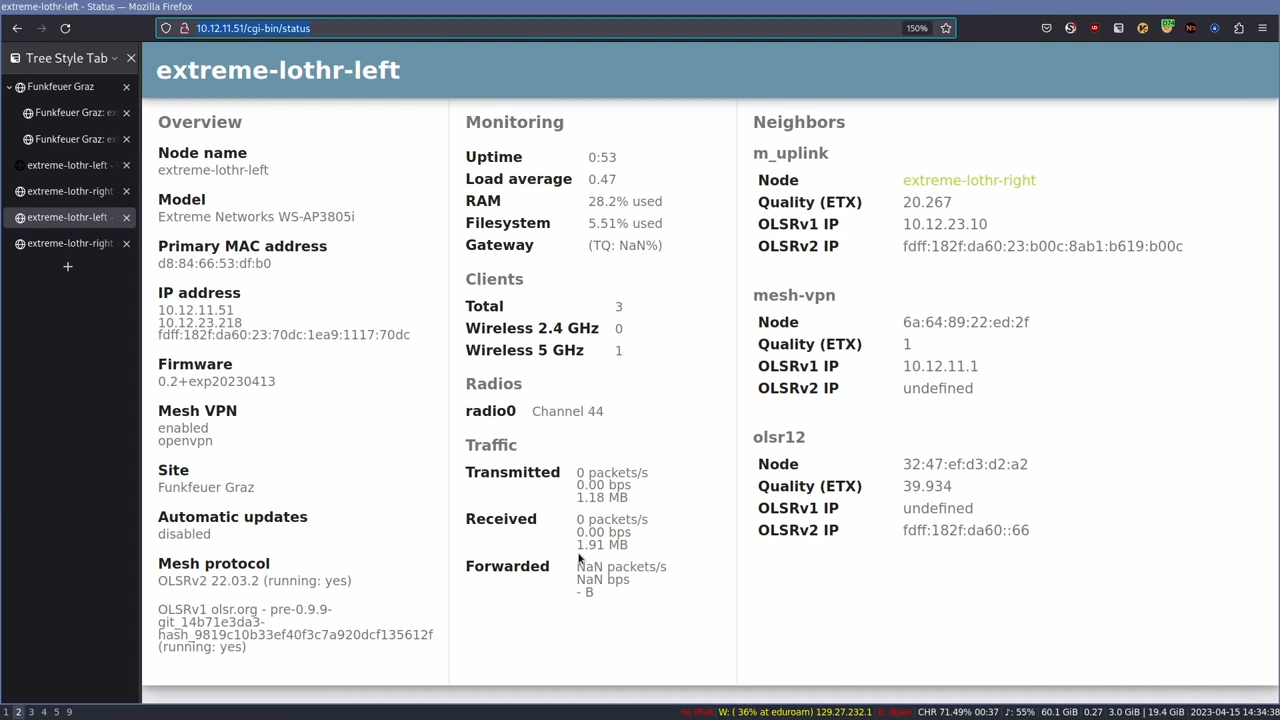 extreme-lothr-left - Status — Mozilla Firefox
10.12.11.51/cgi-bin/status
150%
Tree Style Tab
Funkfeuer Graz
Funkfeuer Graz: ex
Funkfeuer Graz: ex
extreme-lothr-left -
extreme-lothr-right
extreme-lothr-left -
extreme-lothr-right
extreme-lothr-left
Overview
Node name
extreme-lothr-left
Model
Extreme Networks WS-AP3805i
Primary MAC address
d8:84:66:53:df:b0
IP address
10.12.11.51
10.12.23.218
fdff:182f:da60:23:70dc:1ea9:1117:70dc
Firmware
0.2+exp20230413
Mesh VPN
enabled
openvpn
Site
Funkfeuer Graz
Automatic updates
disabled
Mesh protocol
OLSRv2 22.03.2 (running: yes)
OLSRv1 olsr.org - pre-0.9.9-
git_14b71e3da3-
hash_9819c10b33ef40f3c7a920dcf135612f
(running: yes)
Monitoring
Uptime 0:53
Load average 0.47
RAM 28.2% used
Filesystem 5.51% used
Gateway (TQ: NaN%)
Clients
Total 3
Wireless 2.4 GHz 0
Wireless 5 GHz 1
Radios
radio0 Channel 44
Traffic
Transmitted 0 packets/s
0.00 bps
1.18 MB
Received 0 packets/s
0.00 bps
1.91 MB
Forwarded NaN packets/s
NaN bps
- B
Neighbors
m_uplink
Node extreme-lothr-right
Quality (ETX) 20.267
OLSRv1 IP 10.12.23.10
OLSRv2 IP fdff:182f:da60:23:b00c:8ab1:b619:b00c
mesh-vpn
Node 6a:64:89:22:ed:2f
Quality (ETX) 1
OLSRv1 IP 10.12.11.1
OLSRv2 IP undefined
olsr12
Node 32:47:ef:d3:d2:a2
Quality (ETX) 39.934
OLSRv1 IP undefined
OLSRv2 IP fdff:182f:da60::66
1 2 3 4 5 9
no IPv6 W: ( 36% at eduroam) 129.27.232.1 E: down CHR 71.49% 00:37 ♪: 55% 60.1 GiB 0.27 3.0 GiB | 19.4 GiB 2023-04-15 14:34:38